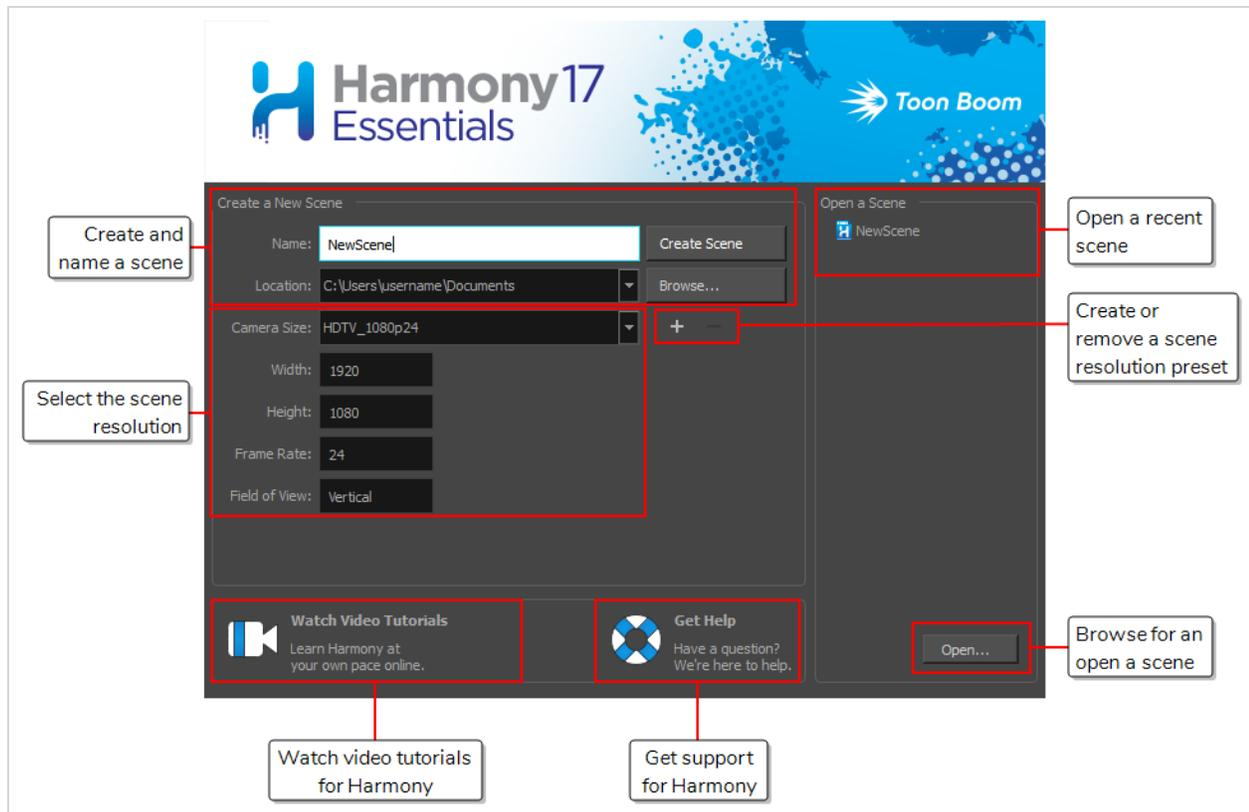 Harmony 17
Essentials
Toon Boom
Create a New Scene
Name: NewScene Create Scene
Location: C:\Users\username\Documents Browse...
Camera Size: HDTV_1080p24 + −
Width: 1920
Height: 1080
Frame Rate: 24
Field of View: Vertical
Open a Scene
NewScene
Open...
Watch Video Tutorials
Learn Harmony at
your own pace online.
Get Help
Have a question?
We're here to help.
Create and
name a scene
Select the scene
resolution
Open a recent
scene
Create or
remove a scene
resolution preset
Browse for an
open a scene
Watch video tutorials
for Harmony
Get support
for Harmony